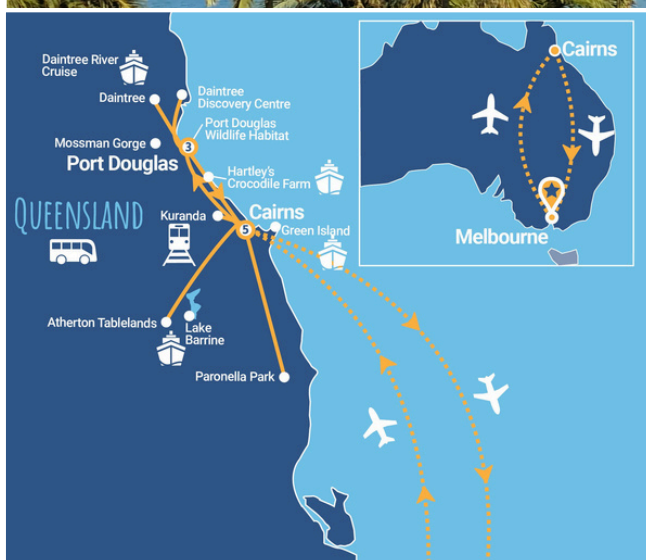 Daintree River
Cruise
Daintree
Daintree
Discovery Centre
Port Douglas
Wildlife Habitat
Mossman Gorge
3
Port Douglas
Hartley's
Crocodile Farm
QUEENSLAND
Kuranda
Cairns
5
Green Island
Atherton Tablelands
Lake
Barrine
Paronella Park
Cairns
Melbourne